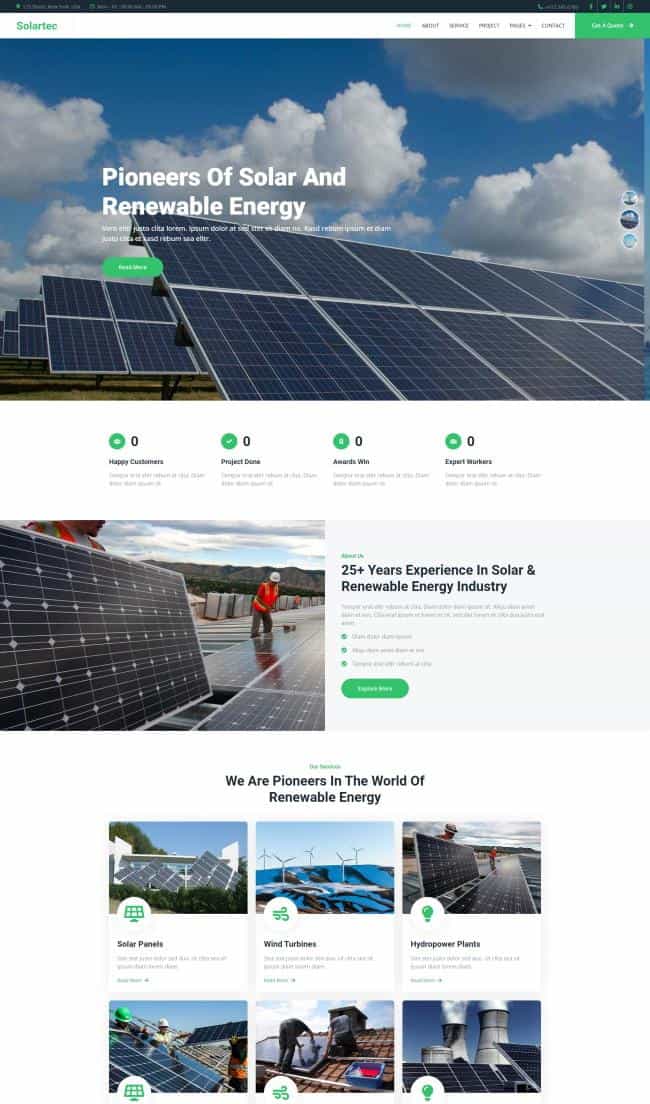 123 Street, New York, USA
Mon - Fri : 09.00 AM - 09.00 PM
+012 345 6789
Solartec
HOME ABOUT SERVICE PROJECT PAGES CONTACT
Get A Quote
Pioneers Of Solar And
Renewable Energy
Vero elitr justo clita lorem. Ipsum dolor at sed stet sit diam no. Kasd rebum ipsum et diam
justo clita et kasd rebum sea elitr.
Read More
0
0
0
0
Happy Customers
Project Done
Awards Win
Expert Workers
Tempor erat elitr rebum at clita. Diam
dolor diam ipsum sit.
Tempor erat elitr rebum at clita. Diam
dolor diam ipsum sit.
Tempor erat elitr rebum at clita. Diam
dolor diam ipsum sit.
Tempor erat elitr rebum at clita. Diam
dolor diam ipsum sit.
About Us
25+ Years Experience In Solar &
Renewable Energy Industry
Tempor erat elitr rebum at clita. Diam dolor diam ipsum sit. Aliqu diam amet
diam et eos. Clita erat ipsum et lorem et sit, sed stet lorem sit clita duo justo erat
amet
Diam dolor diam ipsum
Aliqu diam amet diam et eos
Tempor erat elitr rebum at clita
Explore More
Our Services
We Are Pioneers In The World Of
Renewable Energy
Solar Panels
Stet stet justo dolor sed duo. Ut clita sea sit
ipsum diam lorem diam.
Read More
Wind Turbines
Stet stet justo dolor sed duo. Ut clita sea sit
ipsum diam lorem diam.
Read More
Hydropower Plants
Stet stet justo dolor sed duo. Ut clita sea sit
ipsum diam lorem diam.
Read More